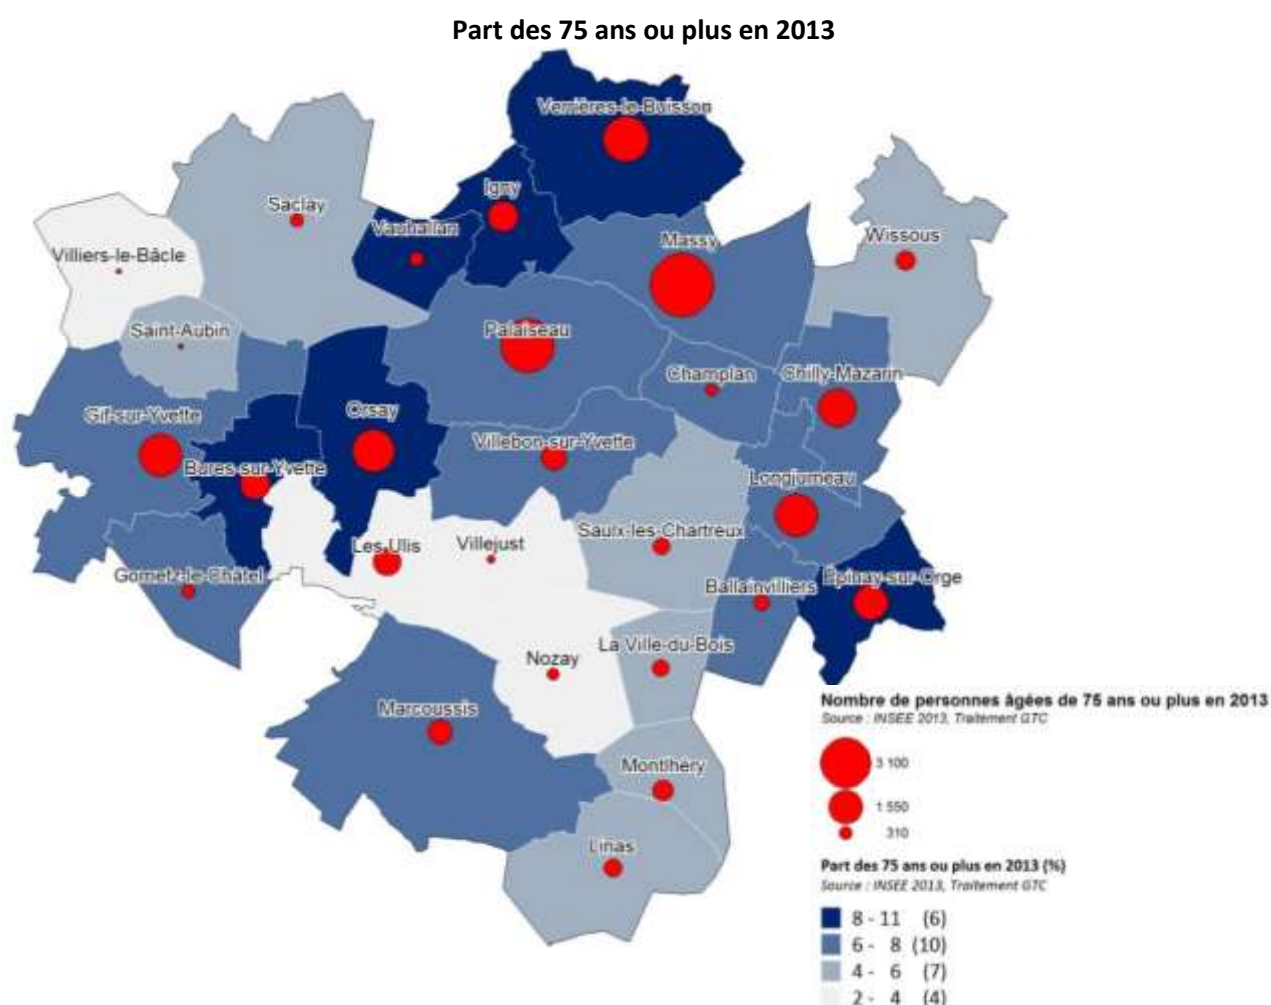 Part des 75 ans ou plus en 2013
Verrières-le-Buisson
Igny
Saclay
Vauhallan
Massy
Wissous
Villiers-le-Bâcle
Saint-Aubin
Palaiseau
Champlan
Chilly-Mazarin
Gif-sur-Yvette
Orsay
Villebon-sur-Yvette
Bures-sur-Yvette
Longjumeau
Les Ulis
Villejust
Saulx-les-Chartreux
Gometz-le-Châtel
Ballainvilliers
Épinay-sur-Orge
La Ville-du-Bois
Nozay
Marcoussis
Montlhéry
Linas
Nombre de personnes âgées de 75 ans ou plus en 2013
Source : INSEE 2013, Traitement GTC
3 100
1 550
310
Part des 75 ans ou plus en 2013 (%)
Source : INSEE 2013, Traitement GTC
8 - 11 (6)
6 - 8 (10)
4 - 6 (7)
2 - 4 (4)